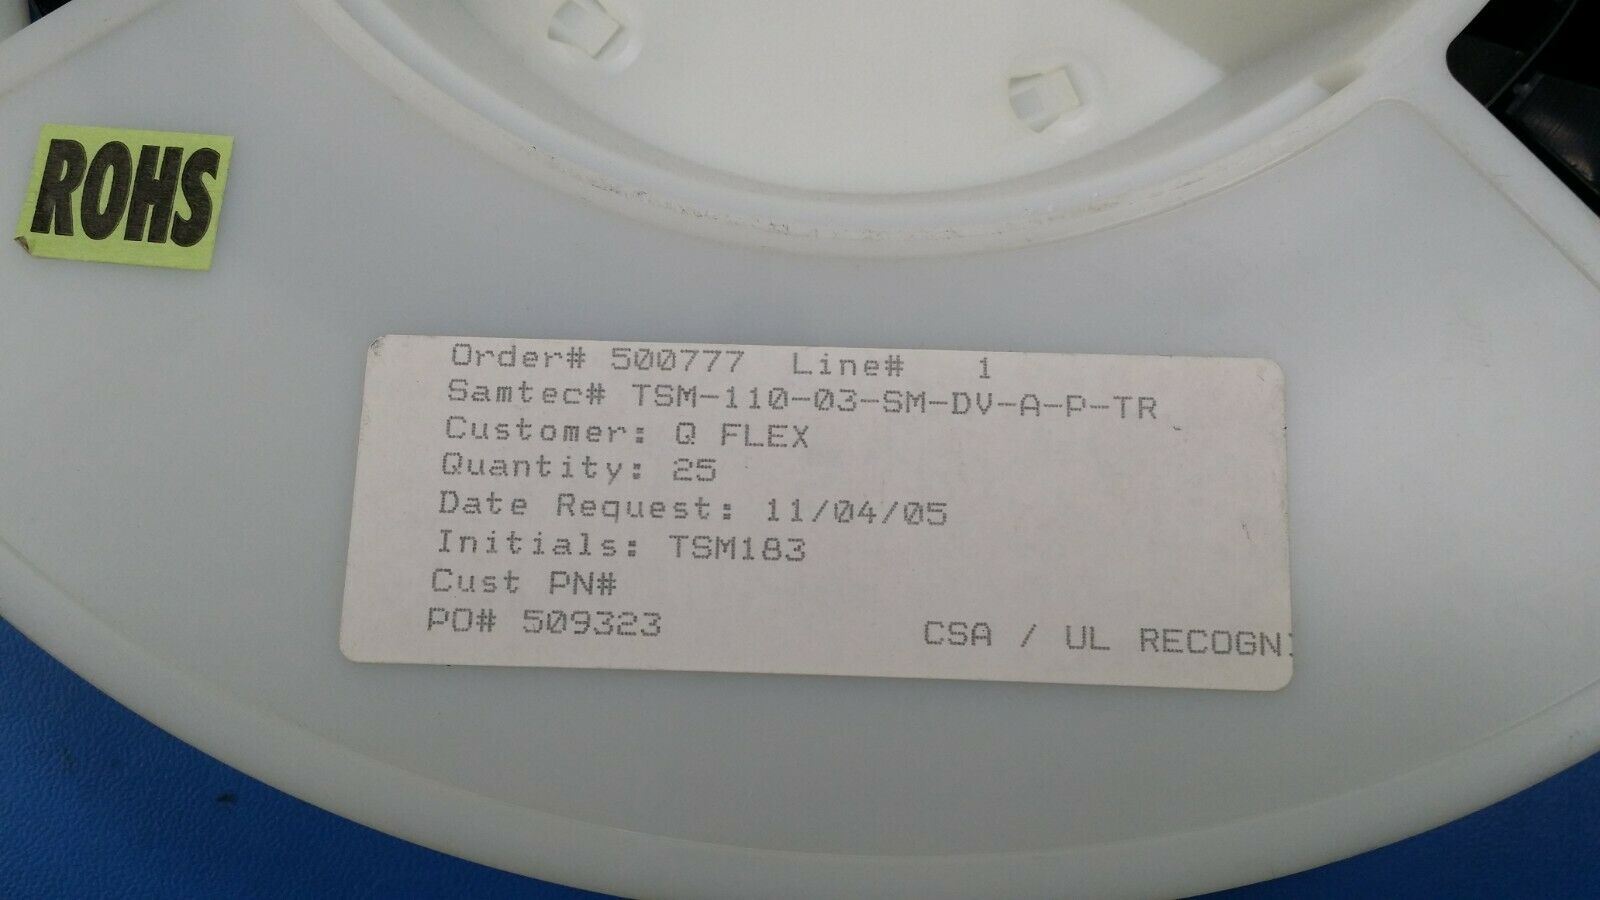 ROHS
Order# 500777 Line# 1
Samtec# TSM-110-03-SM-DV-A-P-TR
Customer: Q FLEX
Quantity: 25
Date Request: 11/04/05
Initials: TSM183
Cust PN#
PO# 509323
CSA / UL RECOGNI